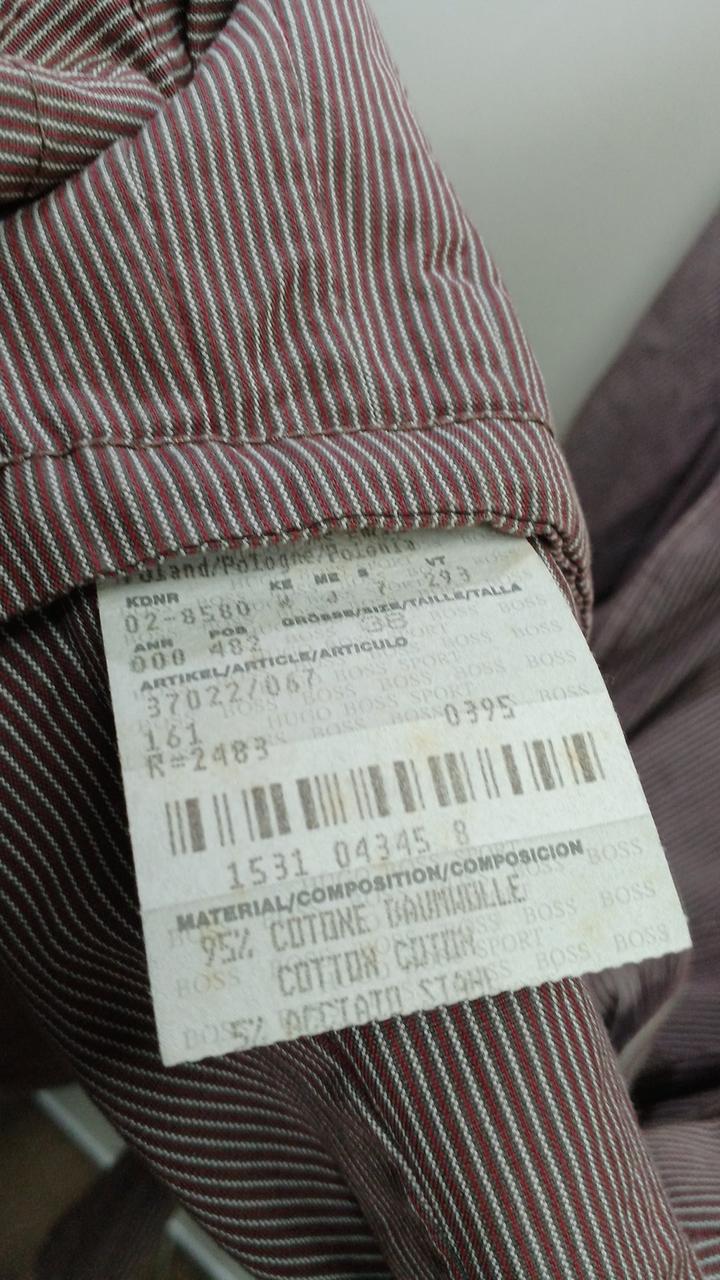 Poland/Pologne/Polonia
KDNR KE ME S VT
02-8580 J 7 293
ANR POS GRÖSSE/SIZE/TAILLE/TALLA
000 482 38
ARTIKEL/ARTICLE/ARTICULO
37022/067
161 0395
R=2483
1531 04345 8
MATERIAL/COMPOSITION/COMPOSICION
95% COTONE BAUMWOLLE
COTTON COTON
5% ACCIAIO STAHL